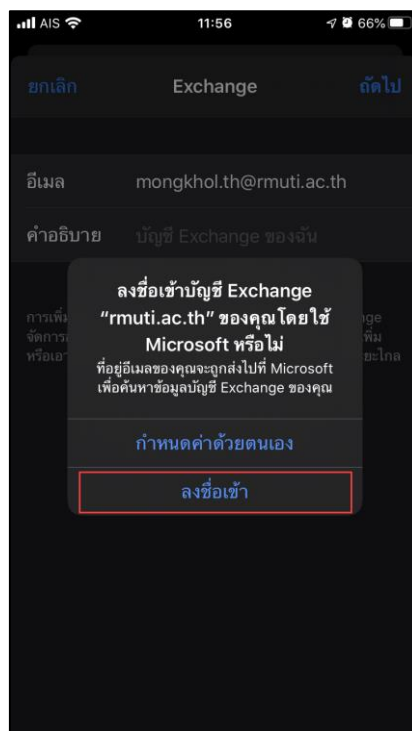 AIS 11:56 66%
ยกเลิก Exchange ถัดไป
อีเมล mongkhol.th@rmuti.ac.th
คำอธิบาย บัญชี Exchange ของฉัน
ลงชื่อเข้าบัญชี Exchange
“rmuti.ac.th” ของคุณโดยใช้
Microsoft หรือไม่
ที่อยู่อีเมลของคุณจะถูกส่งไปที่ Microsoft
เพื่อค้นหาข้อมูลบัญชี Exchange ของคุณ
กำหนดค่าด้วยตนเอง
ลงชื่อเข้า